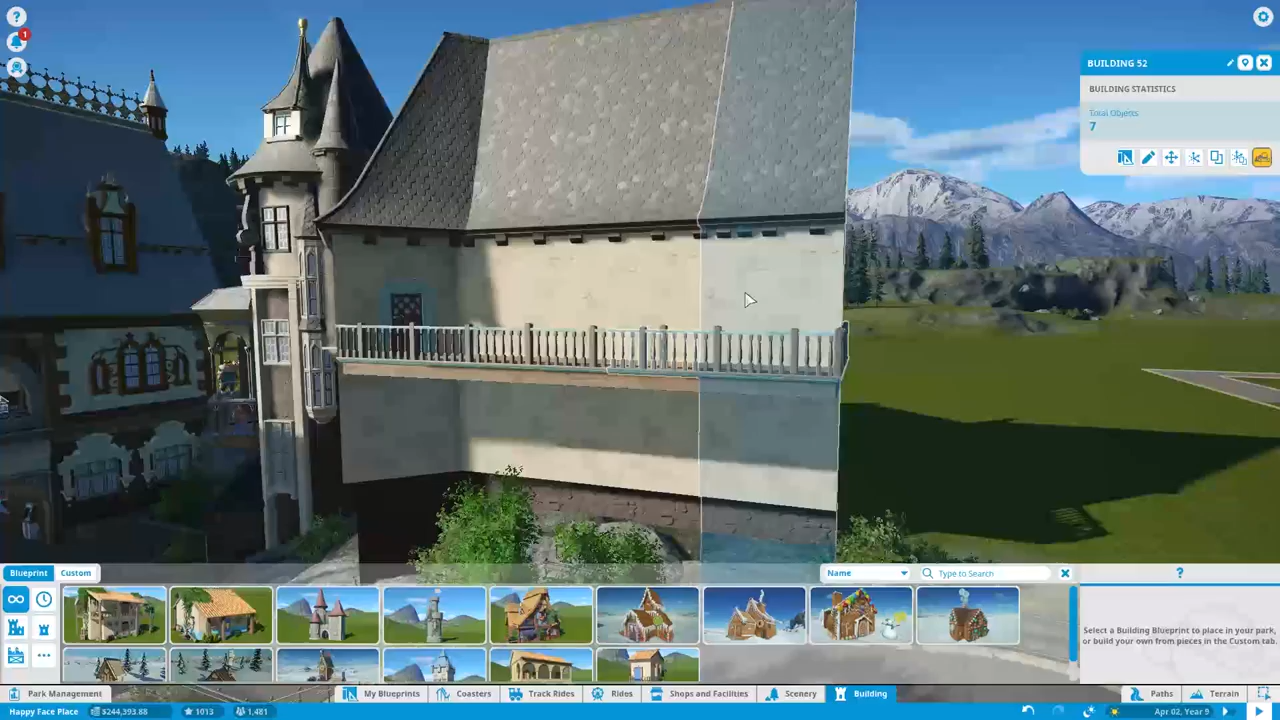 ?
1
BUILDING 52
BUILDING STATISTICS
Total Objects
7
Blueprint
Custom
Name
Type to Search
?
Select a Building Blueprint to place in your park,
or build your own from pieces in the Custom tab.
Park Management
My Blueprints
Coasters
Track Rides
Rides
Shops and Facilities
Scenery
Building
Paths
Terrain
Happy Face Place
$244,393.88
1013
1,481
Apr 02, Year 9